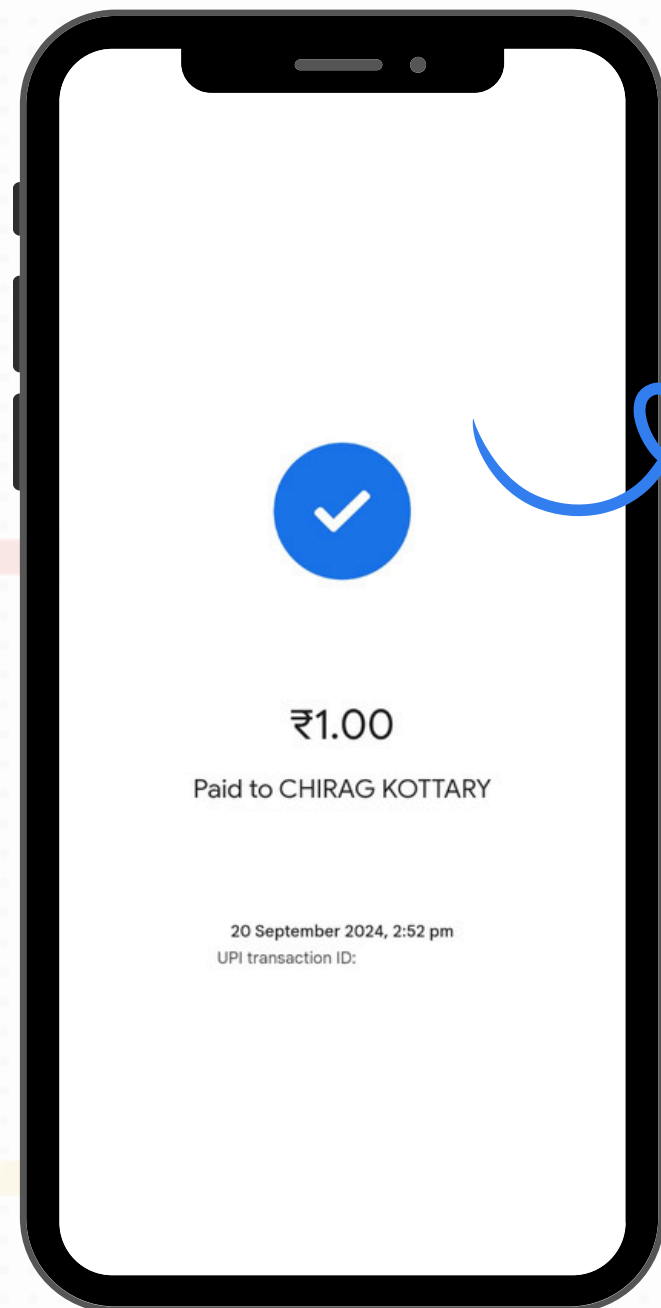 ₹1.00
Paid to CHIRAG KOTTARY
20 September 2024, 2:52 pm
UPI transaction ID: